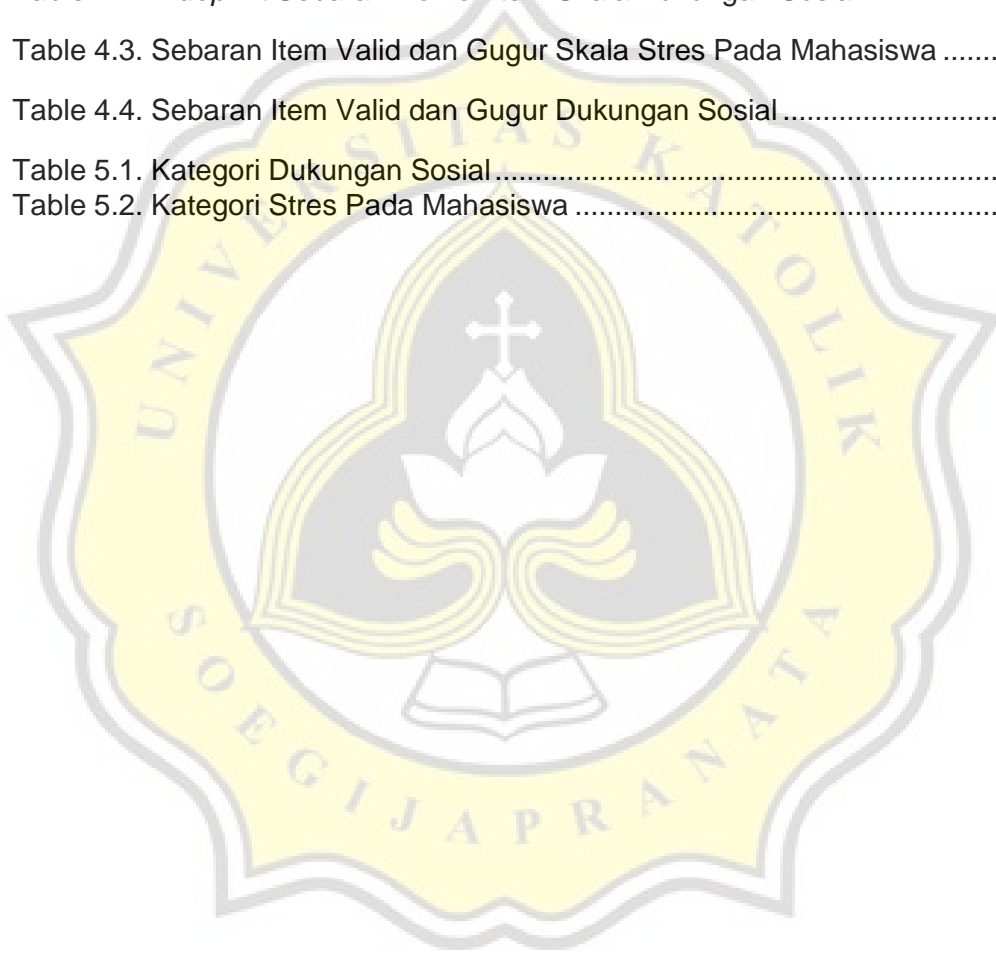 Table 4.3. Sebaran Item Valid dan Gugur Skala Stres Pada Mahasiswa .......
Table 4.4. Sebaran Item Valid dan Gugur Dukungan Sosial ...........................
Table 5.1. Kategori Dukungan Sosial ..............................................................
Table 5.2. Kategori Stres Pada Mahasiswa ....................................................
UNIVERSITAS KATOLIK
SOEGIJAPRANATA